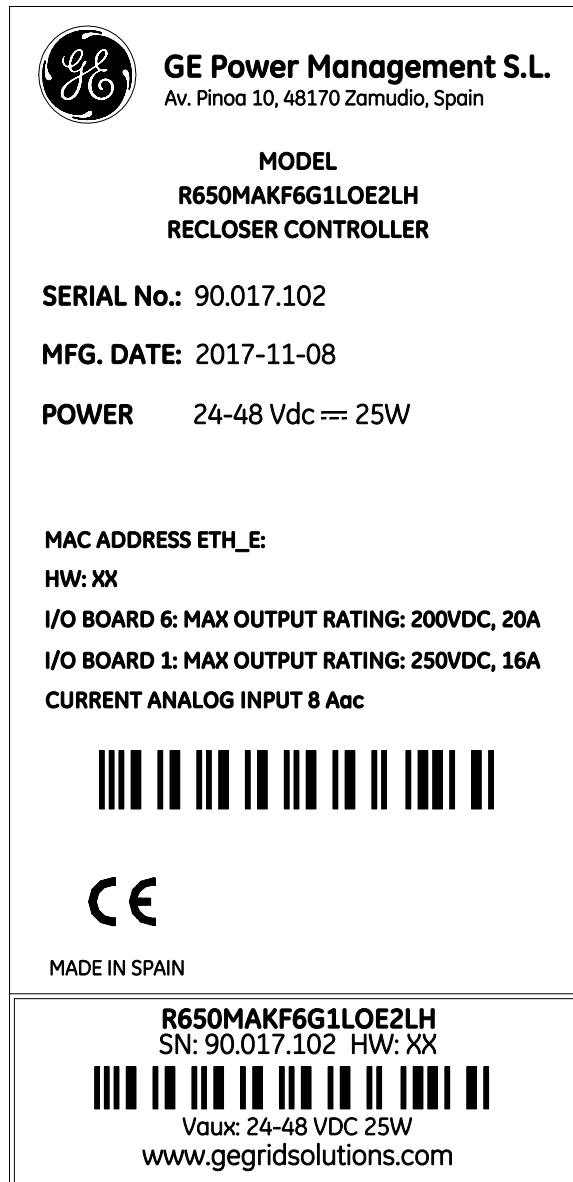 GE
GE Power Management S.L.
Av. Pinoa 10, 48170 Zamudio, Spain
MODEL
R650MAKF6G1LOE2LH
RECLOSER CONTROLLER
SERIAL No.: 90.017.102
MFG. DATE: 2017-11-08
POWER 24-48 Vdc ⎓ 25W
MAC ADDRESS ETH_E:
HW: XX
I/O BOARD 6: MAX OUTPUT RATING: 200VDC, 20A
I/O BOARD 1: MAX OUTPUT RATING: 250VDC, 16A
CURRENT ANALOG INPUT 8 Aac
CE
MADE IN SPAIN
R650MAKF6G1LOE2LH
SN: 90.017.102 HW: XX
Vaux: 24-48 VDC 25W
www.gegridsolutions.com